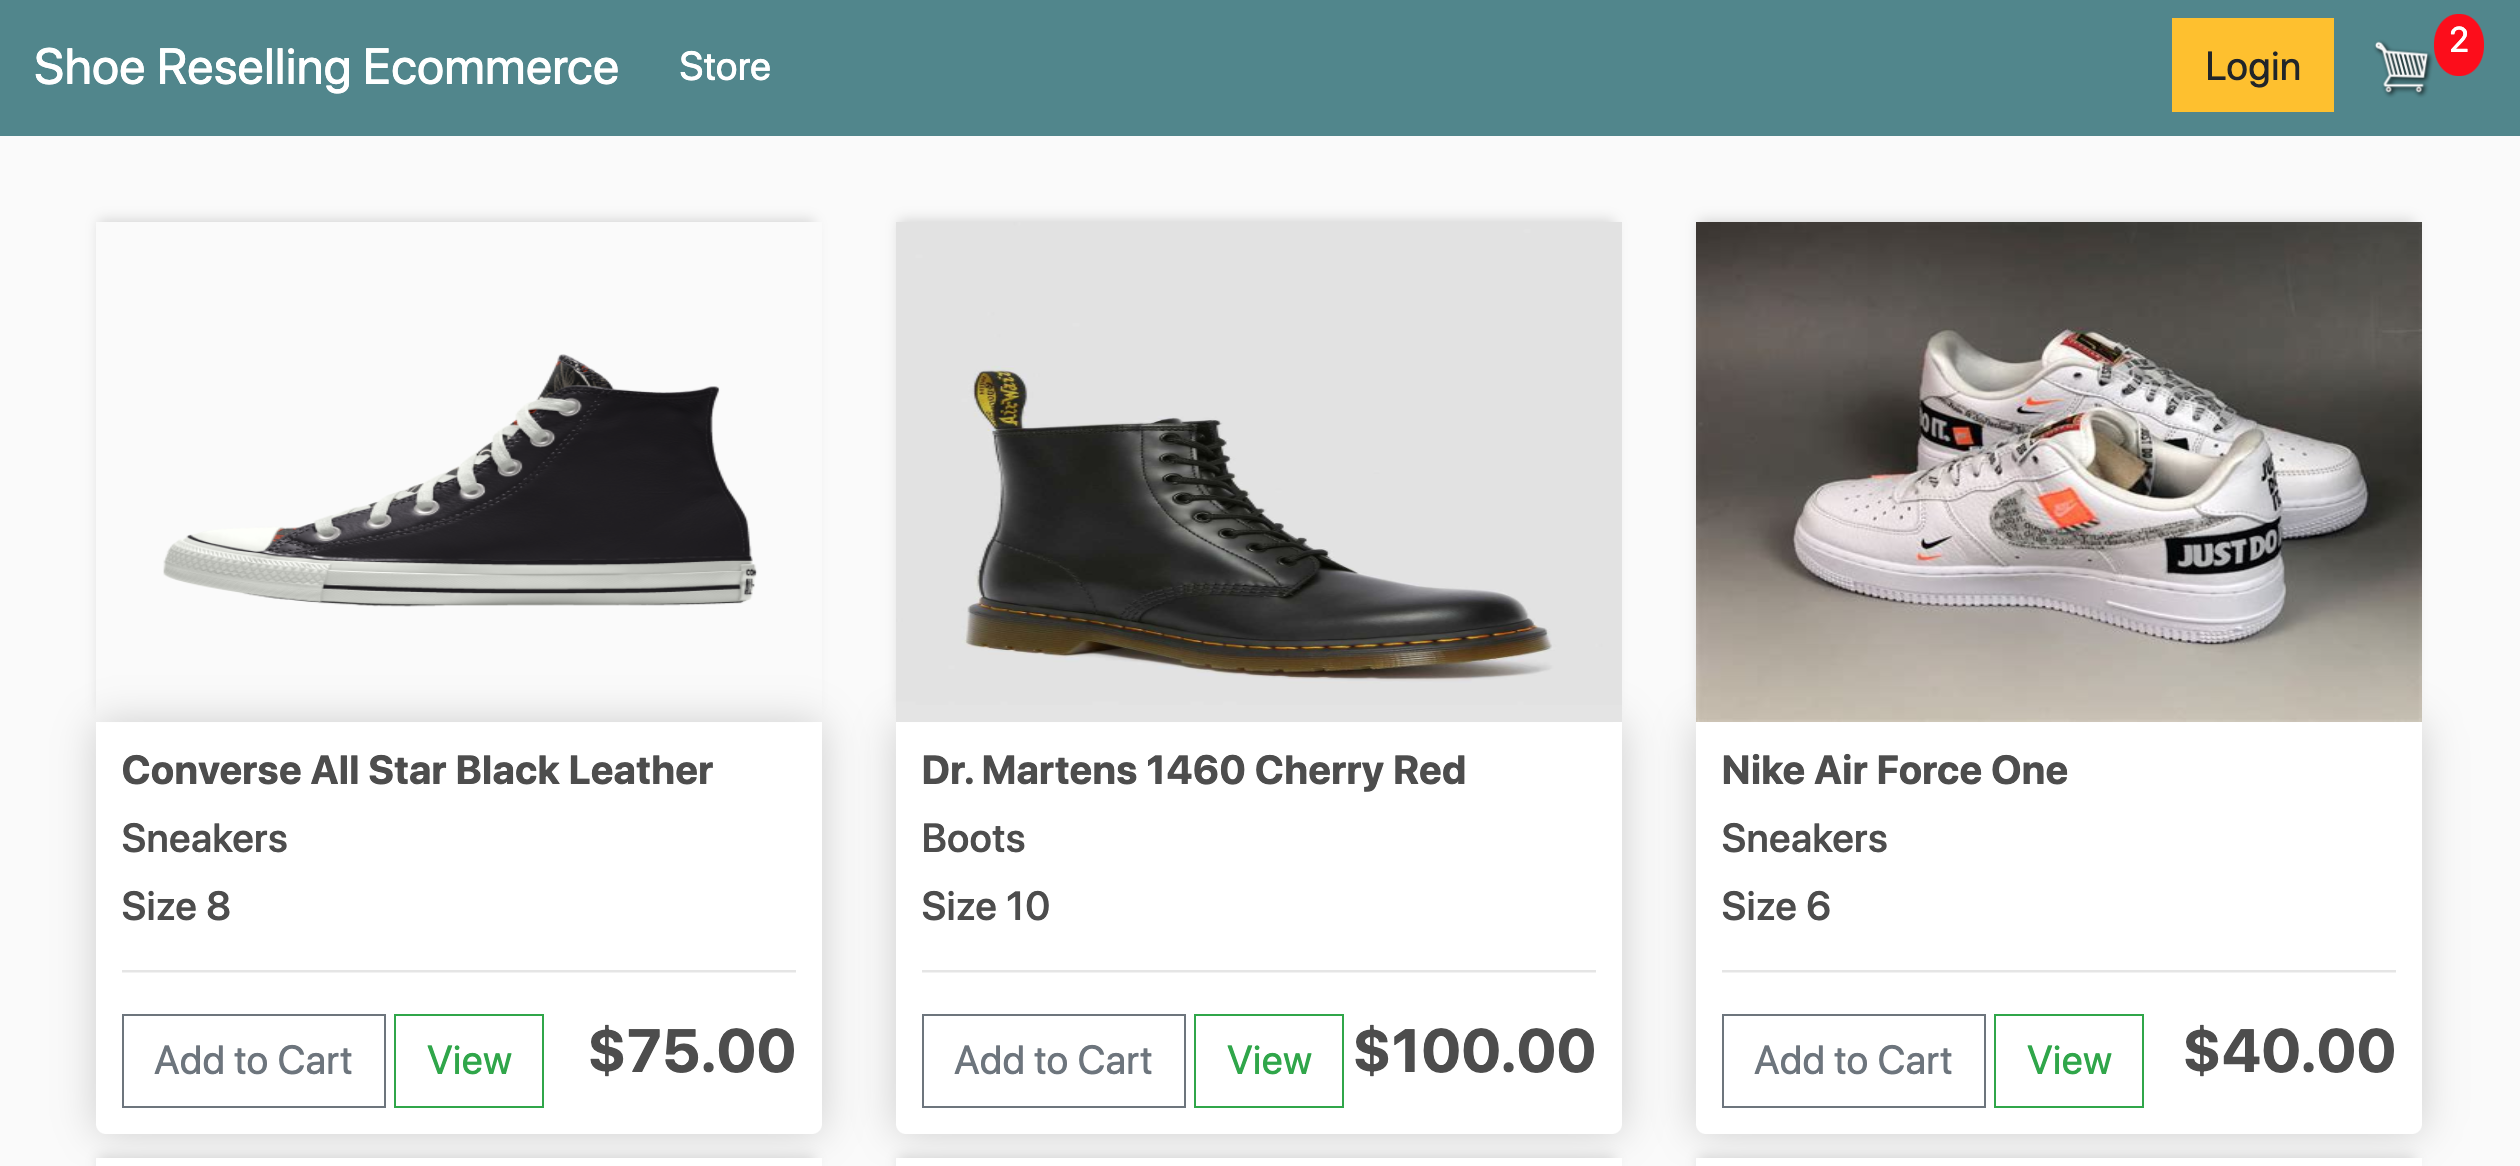 Shoe Reselling Ecommerce
Store
Login
2
AirWair
DO IT.
JUST DO
Converse All Star Black Leather
Sneakers
Size 8
Add to Cart
View
$75.00
Dr. Martens 1460 Cherry Red
Boots
Size 10
Add to Cart
View
$100.00
Nike Air Force One
Sneakers
Size 6
Add to Cart
View
$40.00